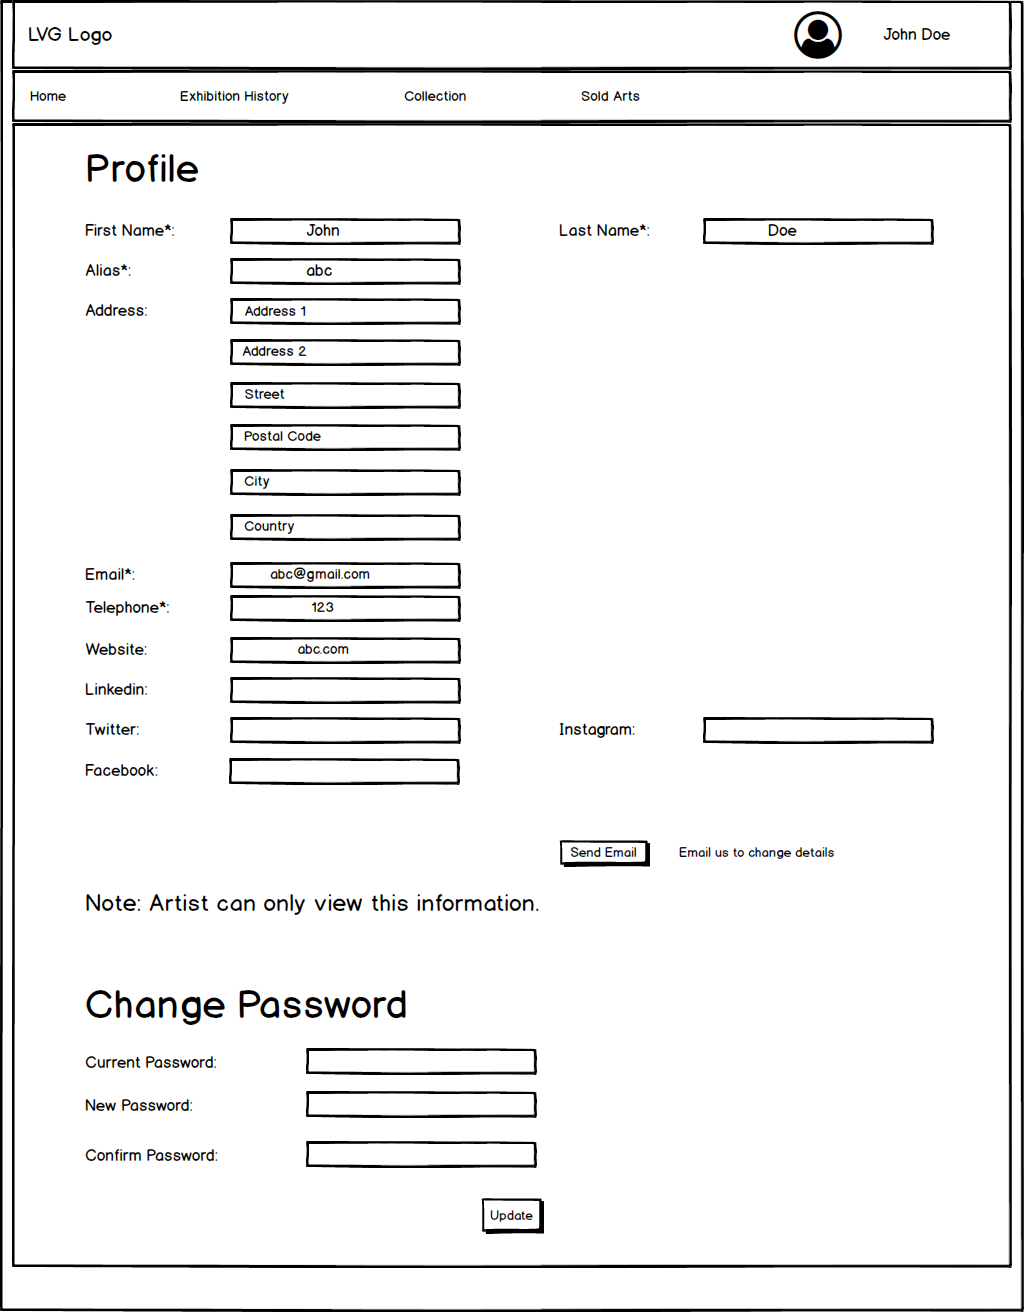 LVG Logo
John Doe
Home Exhibition History Collection Sold Arts
Profile
First Name*: John Last Name*: Doe
Alias*: abc
Address: Address 1
Address 2
Street
Postal Code
City
Country
Email*: abc@gmail.com
Telephone*: 123
Website: abc.com
Linkedin:
Twitter: Instagram:
Facebook:
Send Email Email us to change details
Note: Artist can only view this information.
Change Password
Current Password:
New Password:
Confirm Password:
Update